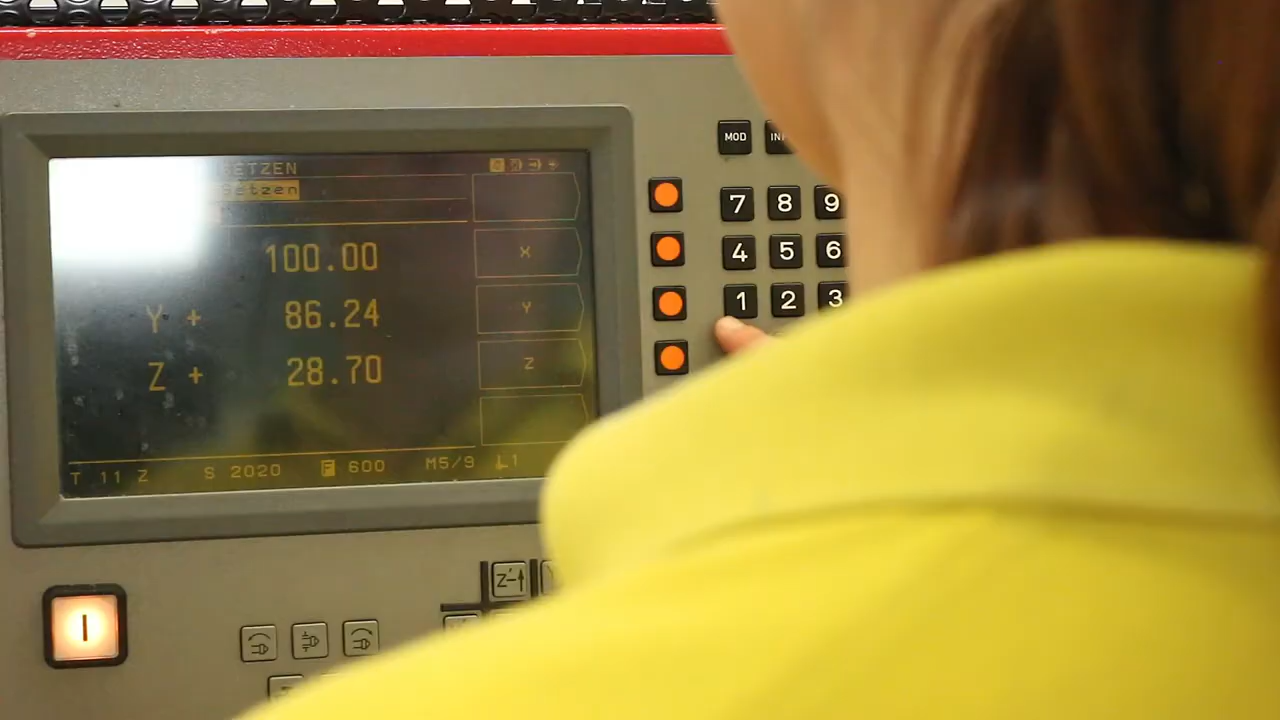 SETZEN
Setzen
100.00
X
Y + 86.24
Y
Z + 28.70
Z
T 11 Z S 2020 F 600 M5/9 1
MOD
7 8 9
4 5 6
1 2 3
I
Z